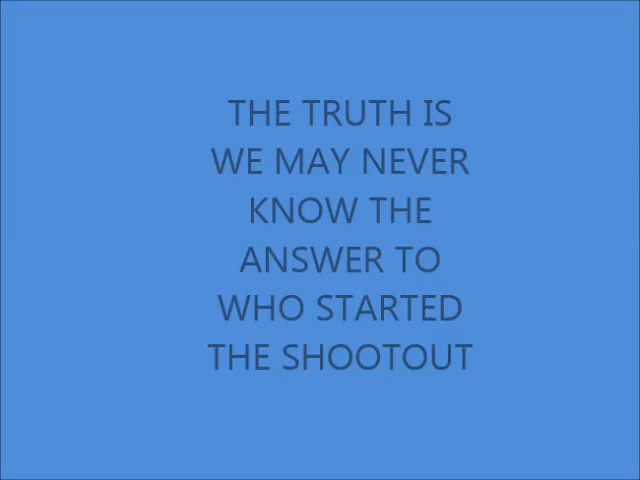 THE TRUTH IS
WE MAY NEVER
KNOW THE
ANSWER TO
WHO STARTED
THE SHOOTOUT